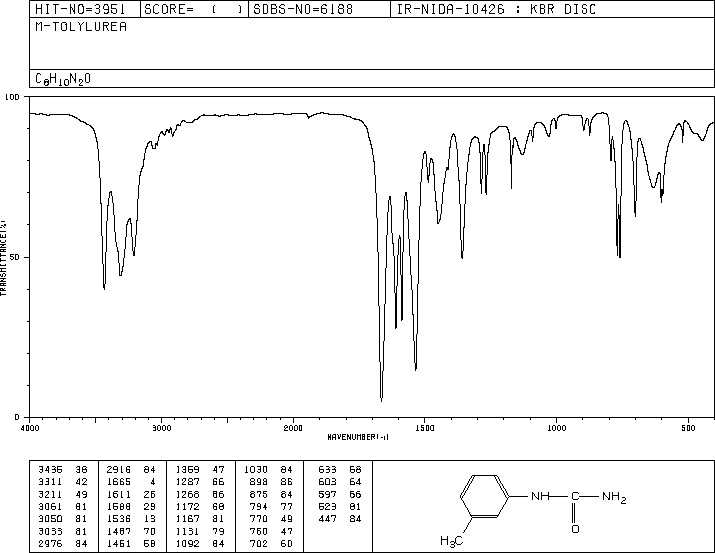 HIT-NO=3951 SCORE= ( ) SDBS-NO=6188 IR-NIDA-10426 : KBR DISC
M-TOLYLUREA
C8H10N2O
100
50
0
TRANSMITTANCE(%)
4000 3000 2000 1500 1000 500
WAVENUMBER(-1)
3436 38 2916 84 1359 47 1030 84 633 68
3311 42 1665 4 1287 66 898 86 603 64
3211 49 1611 26 1268 66 875 84 597 66
3061 81 1588 29 1172 68 794 77 523 81
3050 81 1536 13 1167 81 770 49 447 84
3033 81 1487 70 1131 79 760 47
2976 84 1451 58 1092 84 702 60
NH C NH2
O
H3C